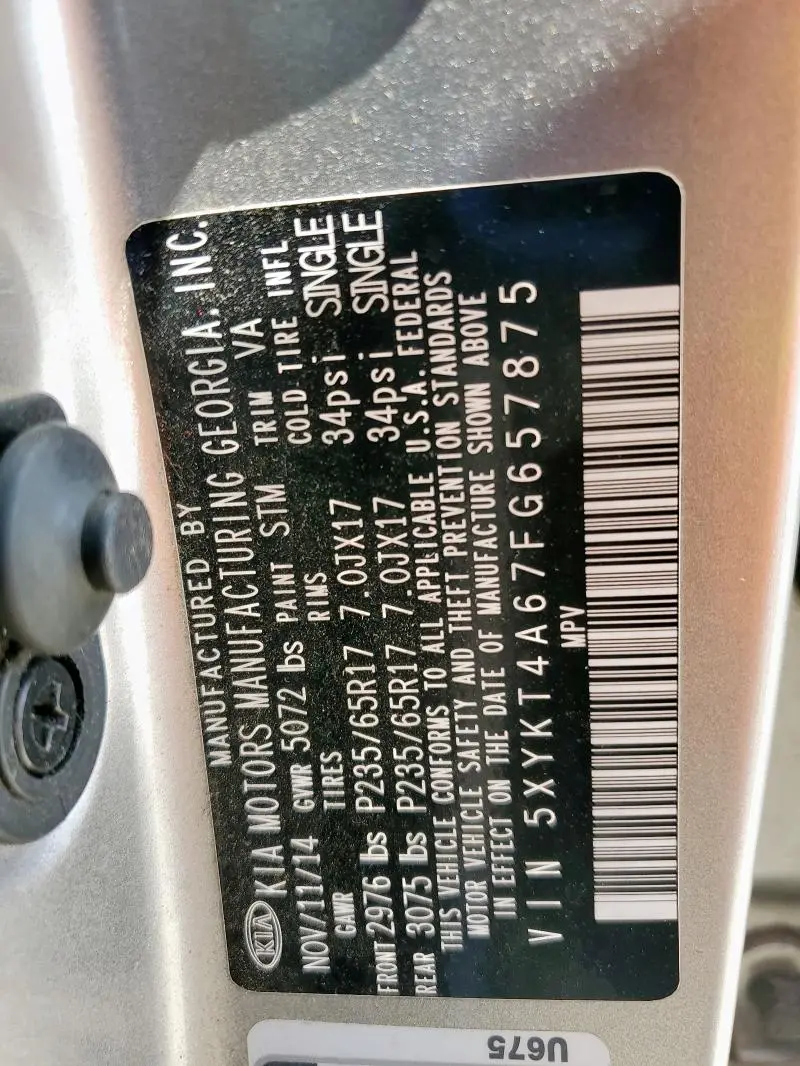 MANUFACTURED BY
KIA KIA MOTORS MANUFACTURING GEORGIA, INC.
NOV/11/14 GVWR 5072 lbs PAINT STM TRIM VA
GAWR TIRES RIMS COLD TIRE INFL
FRONT 2976 lbs P235/65R17 7.0JX17 34psi SINGLE
REAR 3075 lbs P235/65R17 7.0JX17 34psi SINGLE
THIS VEHICLE CONFORMS TO ALL APPLICABLE U.S.A. FEDERAL
MOTOR VEHICLE SAFETY AND THEFT PREVENTION STANDARDS
IN EFFECT ON THE DATE OF MANUFACTURE SHOWN ABOVE
VIN 5XYKT4A67FG657875
MPV
U675